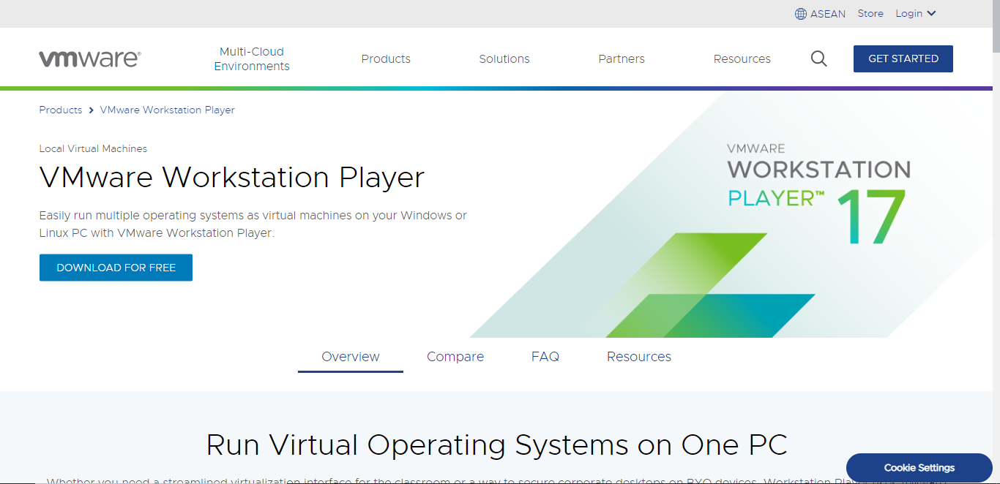 ASEAN Store Login
vmware®
Multi-Cloud
Environments
Products
Solutions
Partners
Resources
GET STARTED
Products VMware Workstation Player
Local Virtual Machines
VMware Workstation Player
Easily run multiple operating systems as virtual machines on your Windows or
Linux PC with VMware Workstation Player.
DOWNLOAD FOR FREE
VMWARE
WORKSTATION
PLAYER™ 17
Overview Compare FAQ Resources
Run Virtual Operating Systems on One PC
Whether you need a streamlined virtualization interface for the classroom or a way to secure corporate desktops on BYO devices, Workstation
Cookie Settings